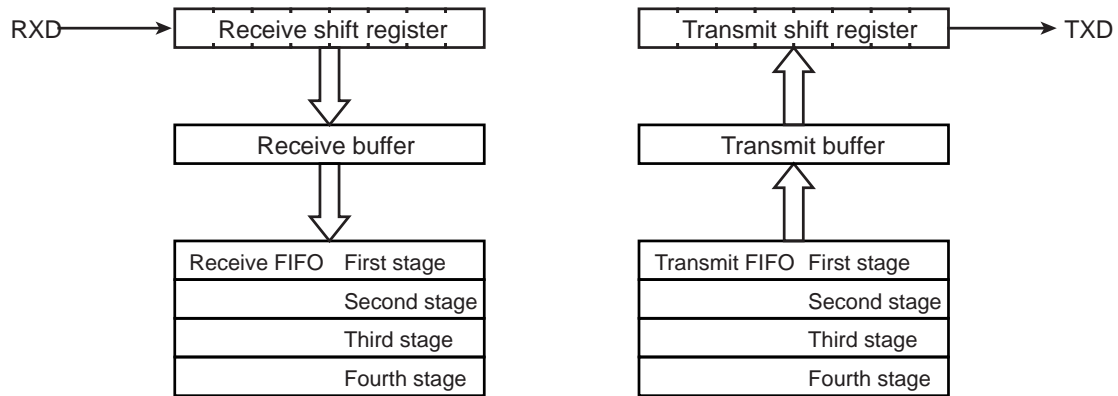 RXD
Receive shift register
Transmit shift register
TXD
Receive buffer
Transmit buffer
Receive FIFO First stage
Second stage
Third stage
Fourth stage
Transmit FIFO First stage
Second stage
Third stage
Fourth stage